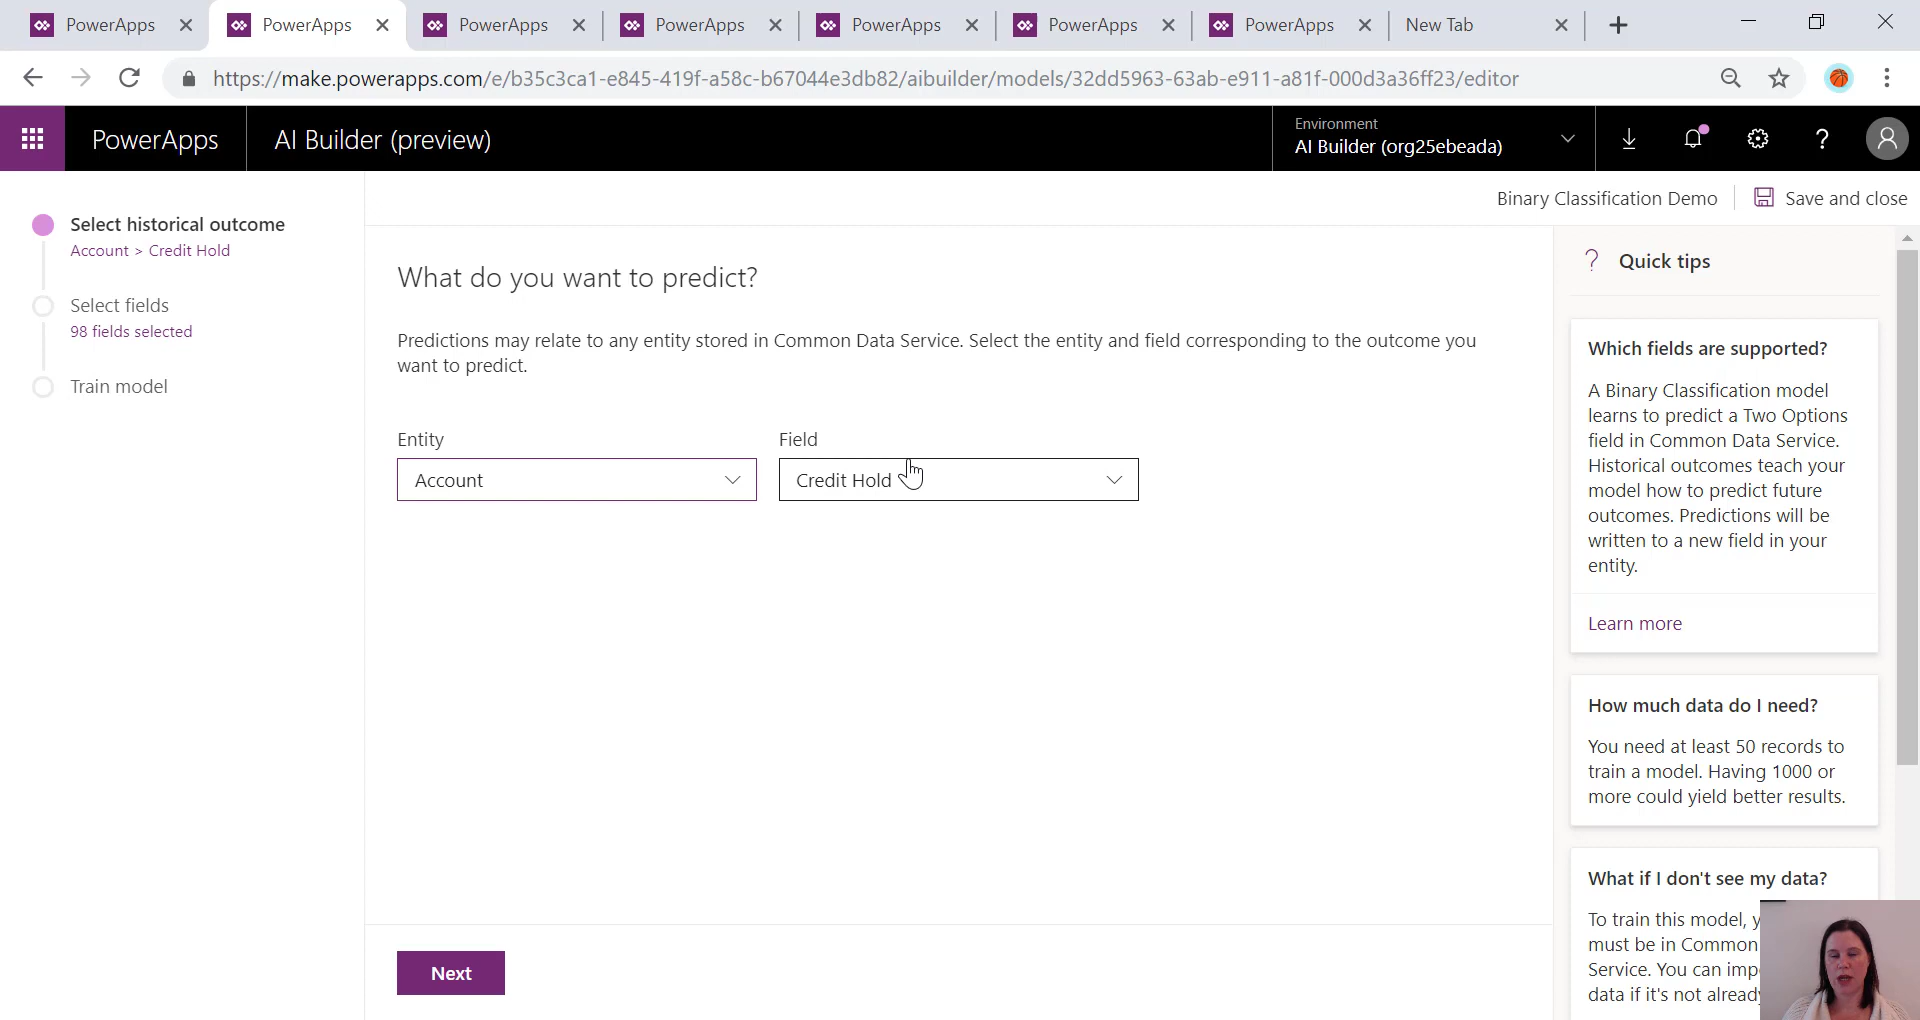 PowerApps
PowerApps
PowerApps
PowerApps
PowerApps
PowerApps
PowerApps
New Tab
https://make.powerapps.com/e/b35c3ca1-e845-419f-a58c-b67044e3db82/aibuilder/models/32dd5963-63ab-e911-a81f-000d3a36ff23/editor
PowerApps
AI Builder (preview)
Environment
AI Builder (org25ebeada)
Binary Classification Demo
Save and close
Select historical outcome
Account > Credit Hold
Select fields
98 fields selected
Train model
What do you want to predict?
Predictions may relate to any entity stored in Common Data Service. Select the entity and field corresponding to the outcome you
want to predict.
Entity
Field
Account
Credit Hold
Next
? Quick tips
Which fields are supported?
A Binary Classification model
learns to predict a Two Options
field in Common Data Service.
Historical outcomes teach your
model how to predict future
outcomes. Predictions will be
written to a new field in your
entity.
Learn more
How much data do I need?
You need at least 50 records to
train a model. Having 1000 or
more could yield better results.
What if I don't see my data?
To train this model,
must be in Common
Service. You can
data if it's not